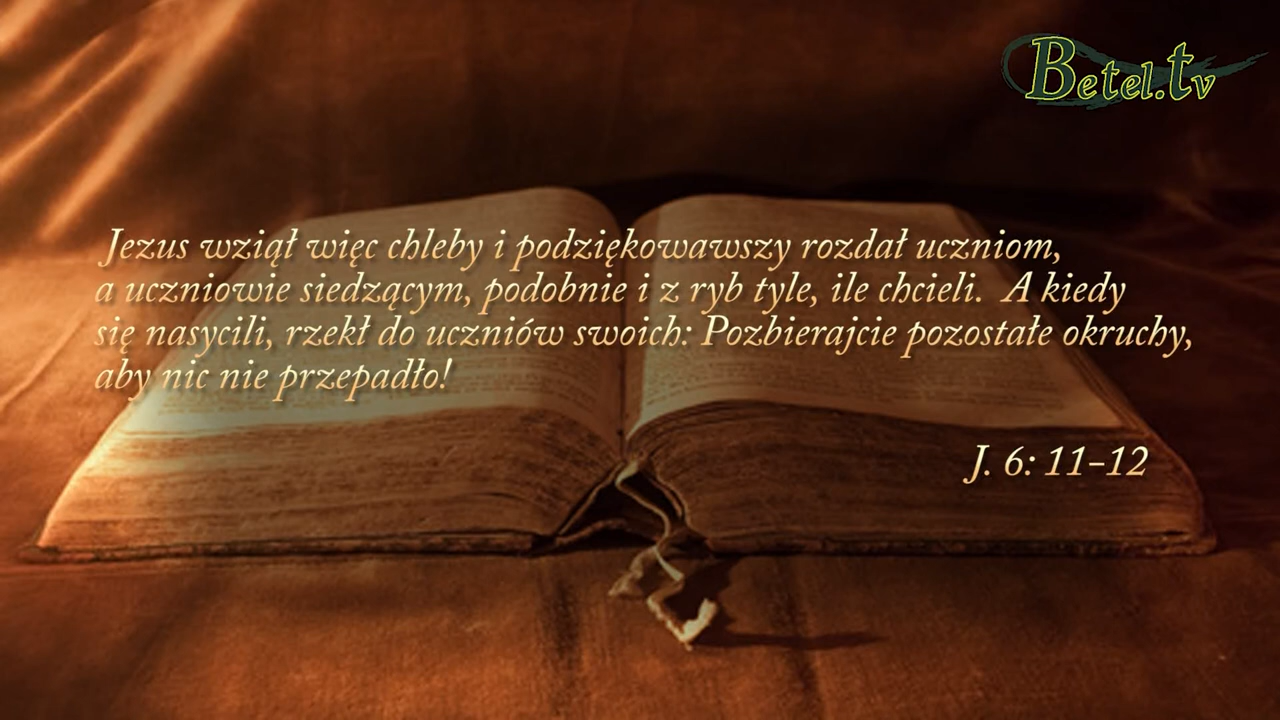 Betel.tv
Jezus wziął więc chleby i podziękowawszy rozdał uczniom,
a uczniowie siedzącym, podobnie i z ryb tyle, ile chcieli. A kiedy
się nasycili, rzekł do uczniów swoich: Pozbierajcie pozostałe okruchy,
aby nic nie przepadło!
J. 6: 11-12